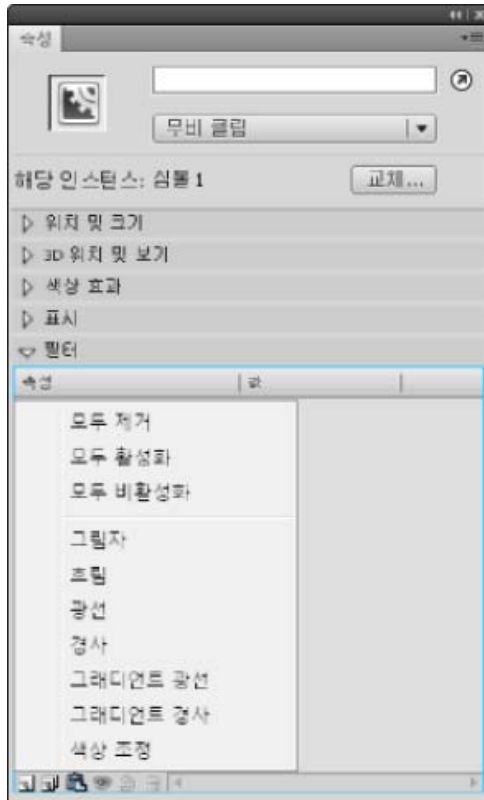 속성
무비 클립
해당 인스턴스: 심볼 1
교체...
위치 및 크기
3D 위치 및 보기
색상 효과
표시
필터
속성 값
모두 제거
모두 활성화
모두 비활성화
그림자
흐림
광선
경사
그래디언트 광선
그래디언트 경사
색상 조정